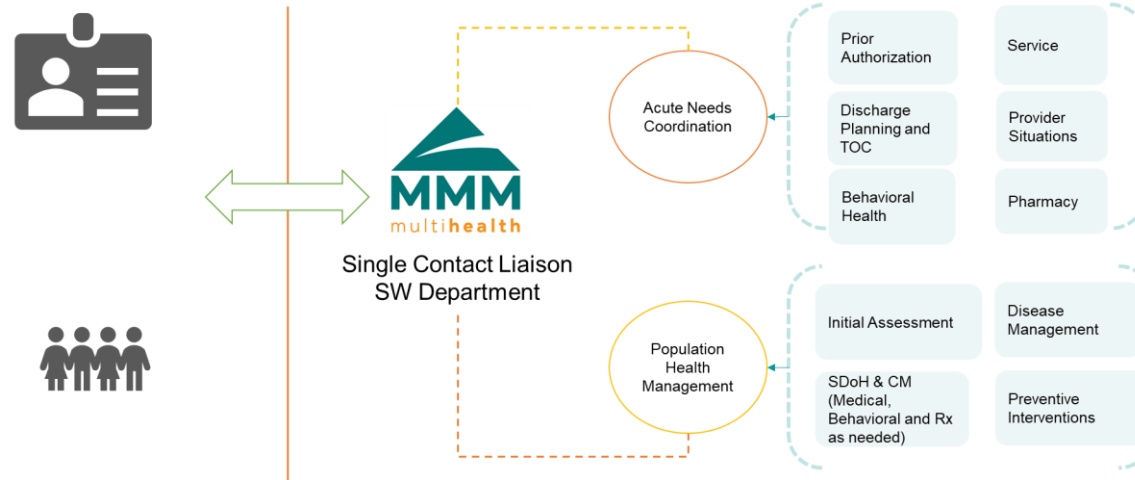 MMM
multihealth
Single Contact Liaison
SW Department
Acute Needs
Coordination
Prior
Authorization
Service
Discharge
Planning and
TOC
Provider
Situations
Behavioral
Health
Pharmacy
Population
Health
Management
Initial Assessment
Disease
Management
SDoH & CM
(Medical,
Behavioral and Rx
as needed)
Preventive
Interventions